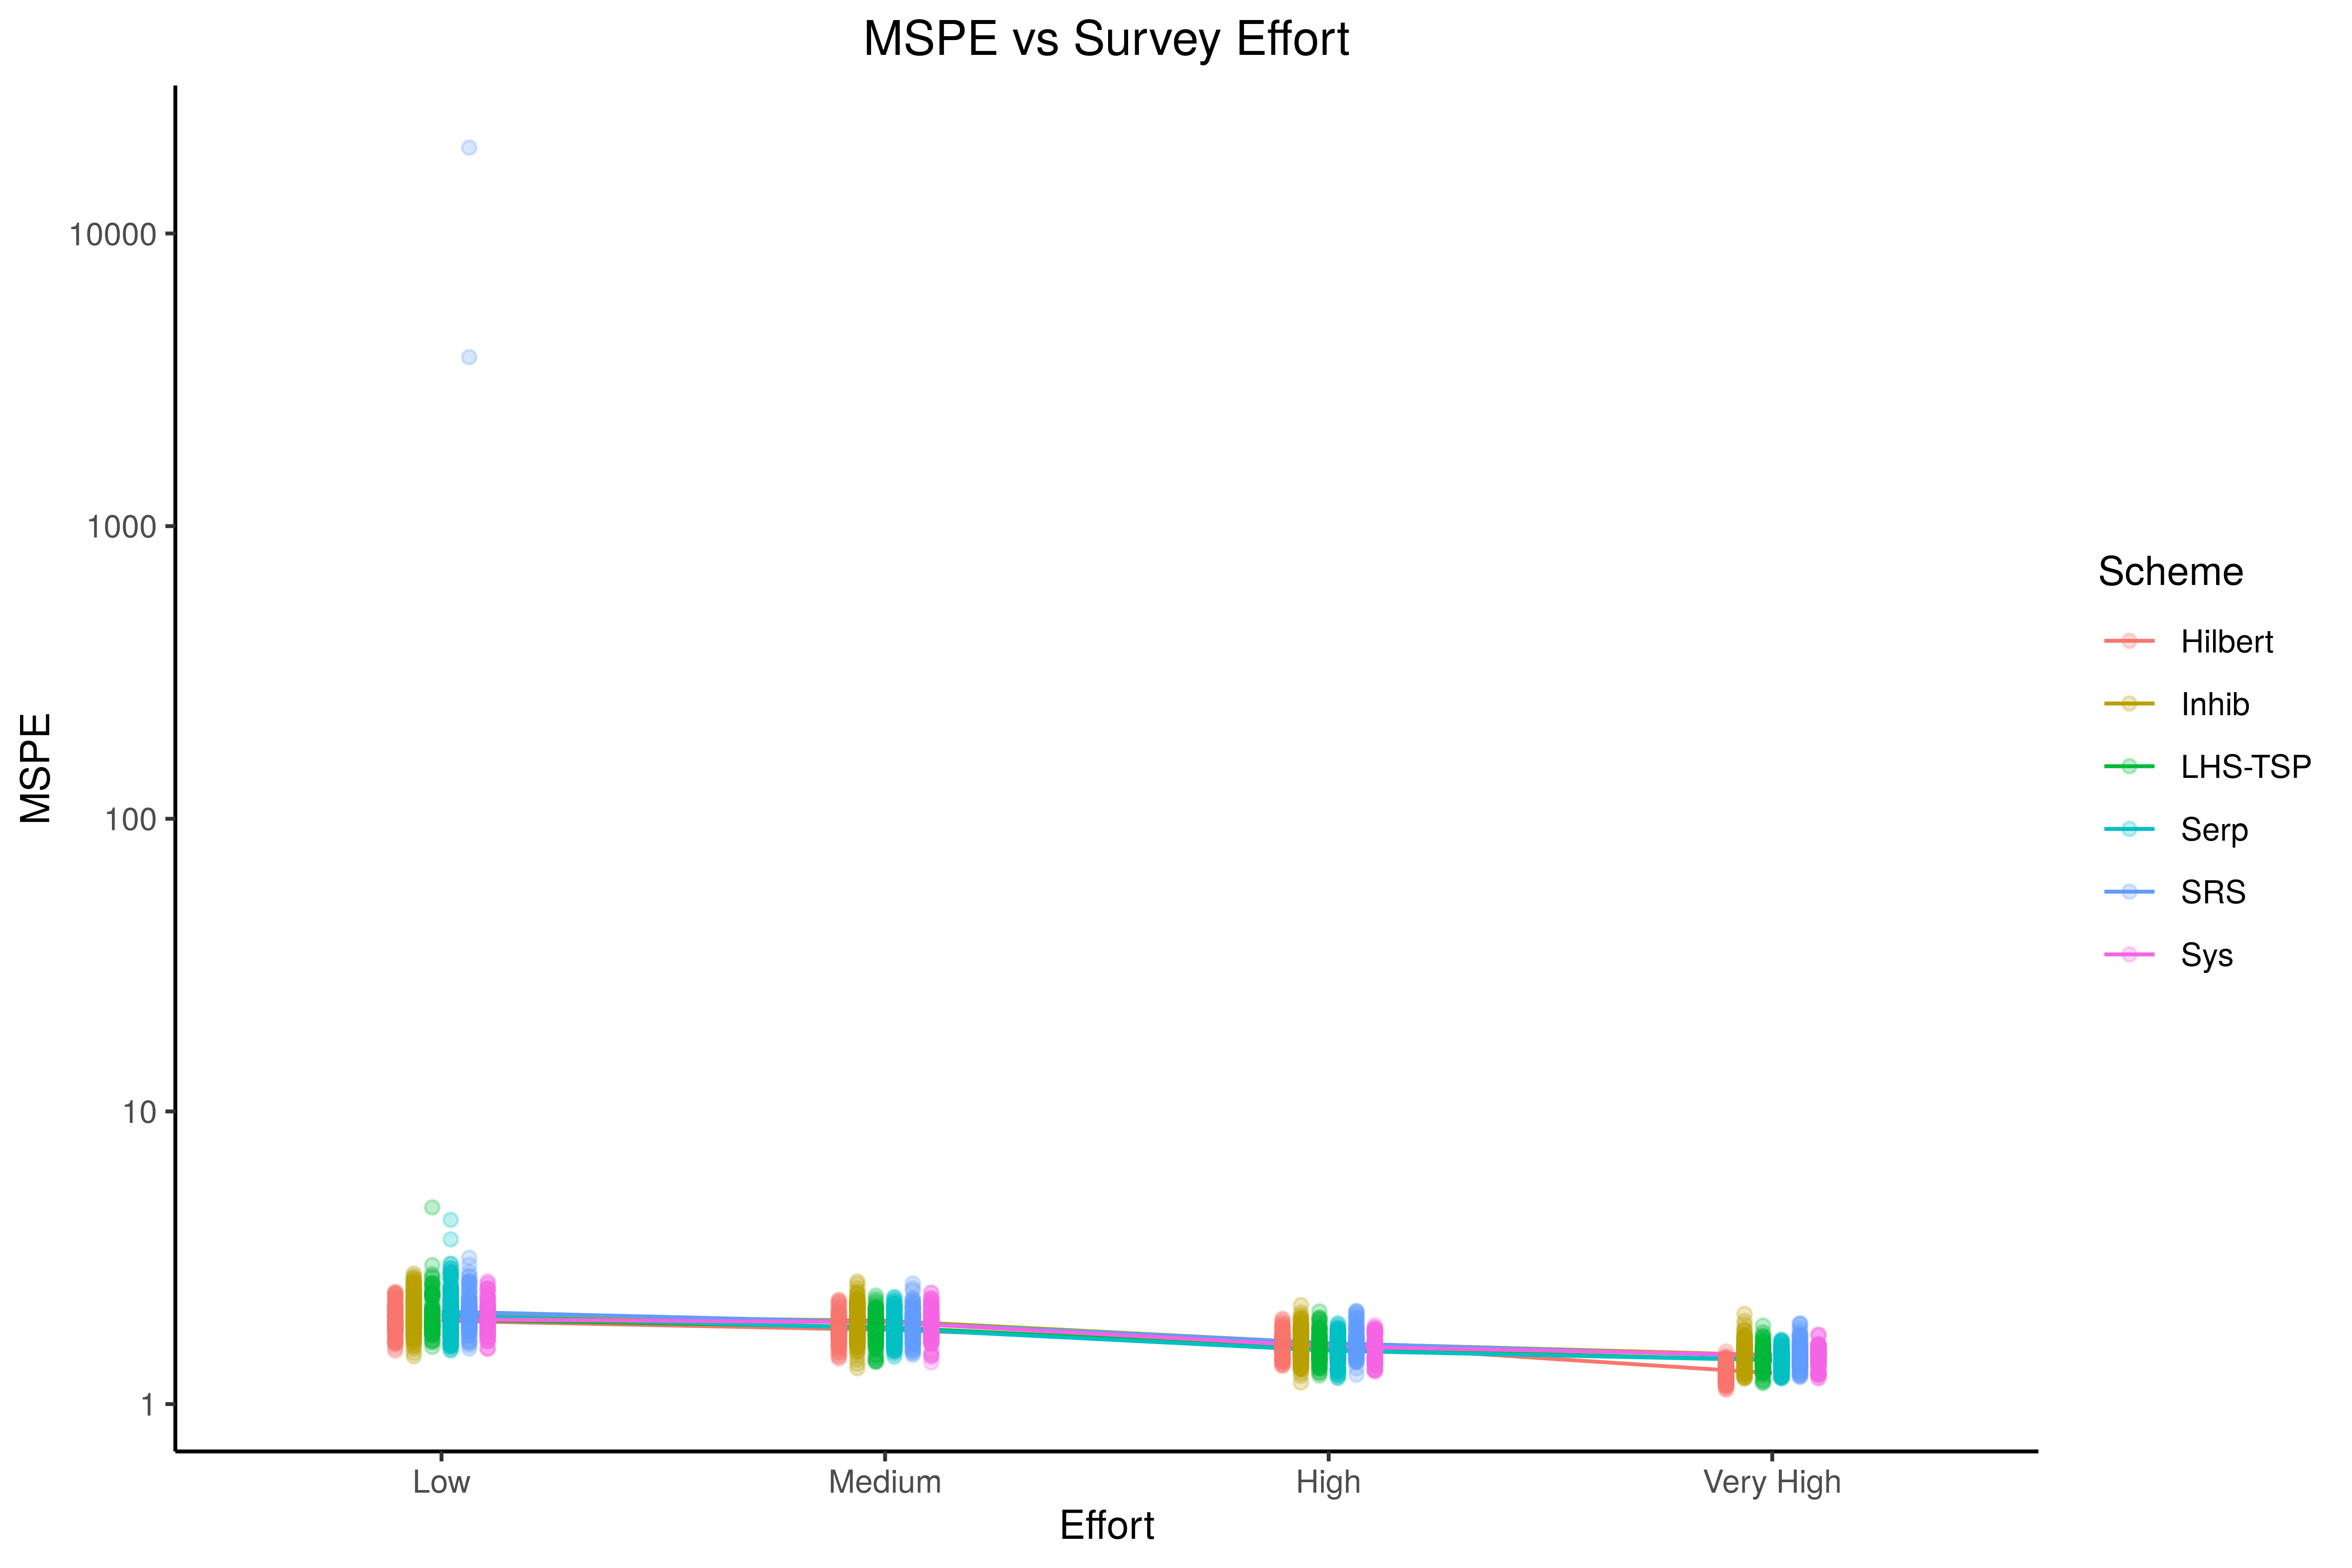 MSPE vs Survey Effort
MSPE
10000
1000
100
10
1
Low
Medium
High
Very High
Effort
Scheme
Hilbert
Inhib
LHS-TSP
Serp
SRS
Sys